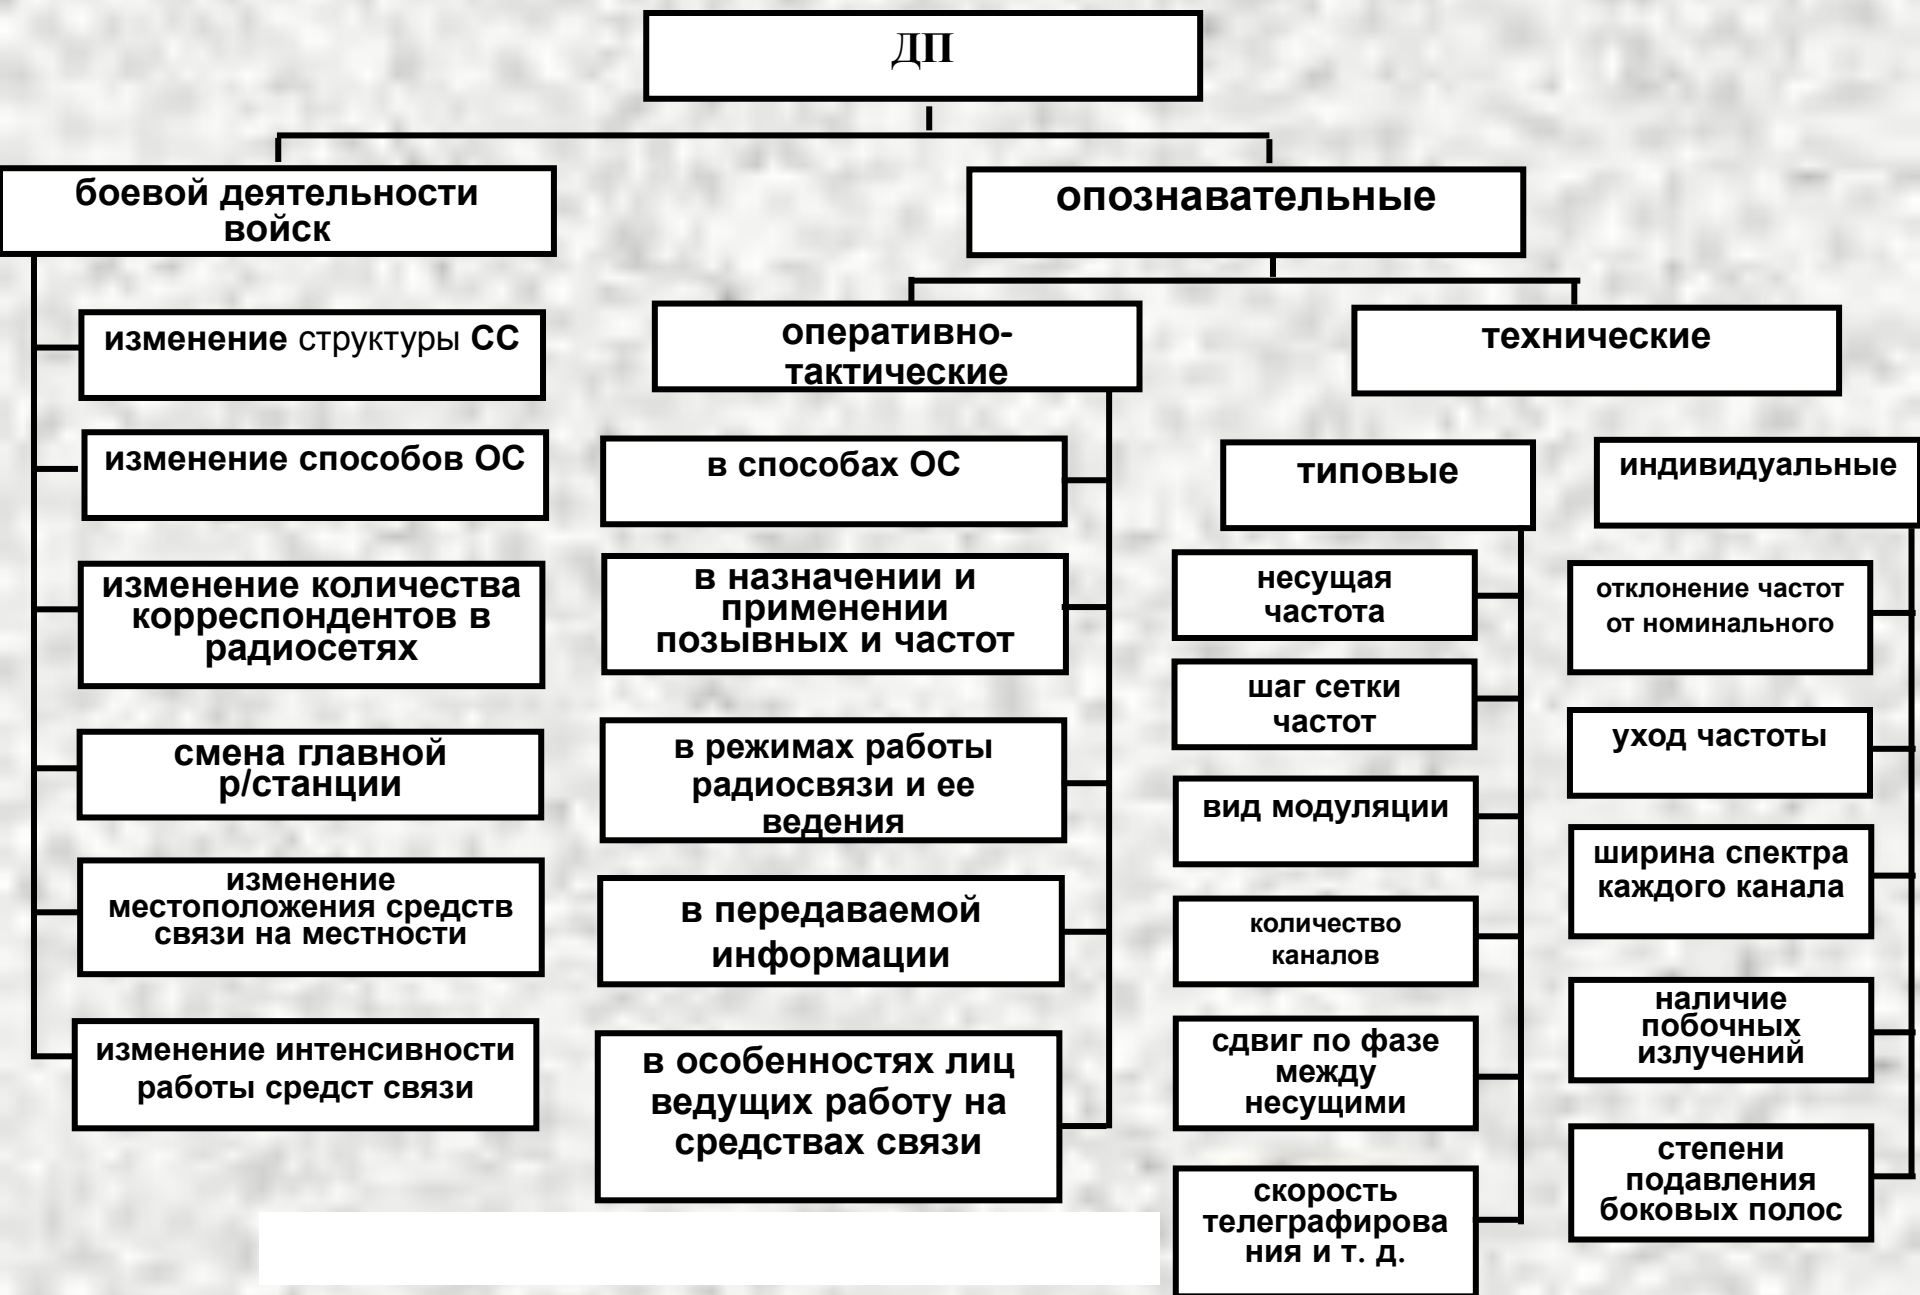 ДП
боевой деятельности
войск
опознавательные
изменение структуры СС
изменение способов ОС
изменение количества
корреспондентов в
радиосетях
смена главной
р/станции
изменение
местоположения средств
связи на местности
изменение интенсивности
работы средст связи
оперативно-
тактические
в способах ОС
в назначении и
применении
позывных и частот
в режимах работы
радиосвязи и ее
ведения
в передаваемой
информации
в особенностях лиц
ведущих работу на
средствах связи
технические
типовые
несущая
частота
шаг сетки
частот
вид модуляции
количество
каналов
сдвиг по фазе
между
несущими
скорость
телеграфирова
ния и т. д.
индивидуальные
отклонение частот
от номинального
уход частоты
ширина спектра
каждого канала
наличие
побочных
излучений
степени
подавления
боковых полос